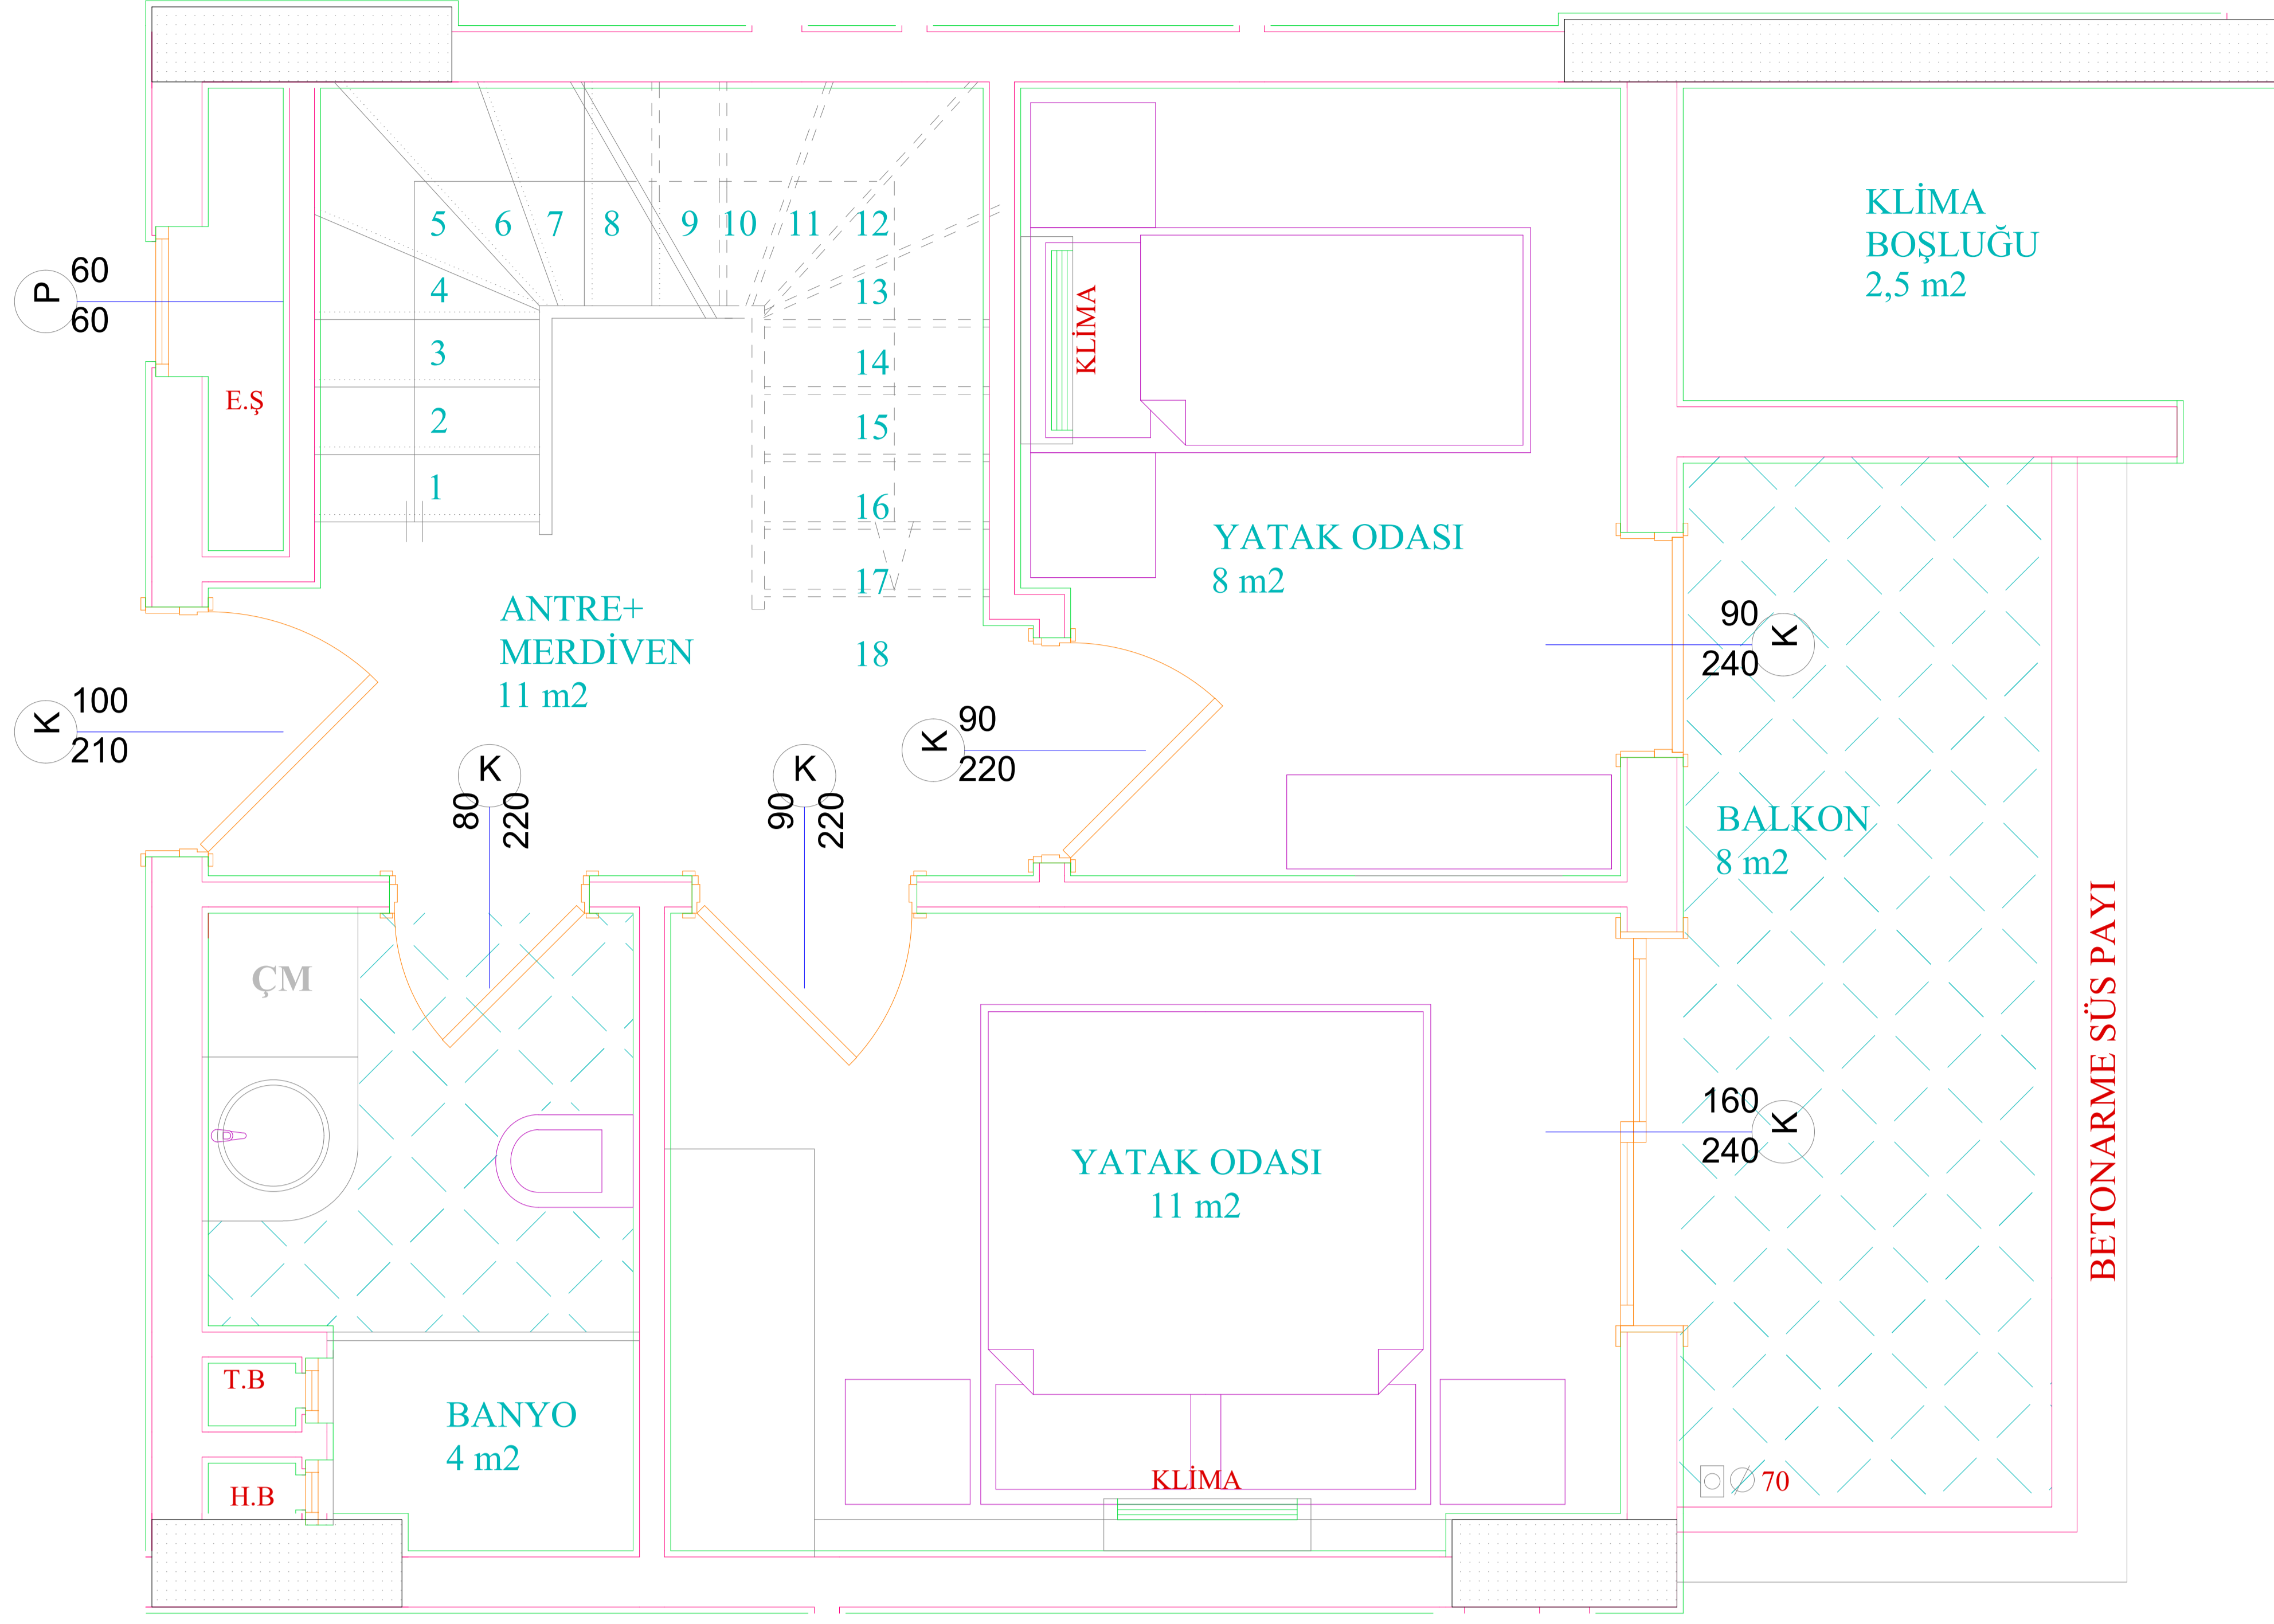 KLİMA
BOŞLUĞU
2,5 m2
5
6
7
8
9
10
11
12
4
13
3
14
2
15
1
16
17
18
P
60
60
E.Ş
KLİMA
YATAK ODASI
8 m2
ANTRE+
MERDİVEN
11 m2
K
90
240
K
100
210
K
90
220
K
80
220
K
90
220
BALKON
8 m2
BETONARME SÜS PAYI
ÇM
K
160
240
YATAK ODASI
11 m2
T.B
BANYO
4 m2
H.B
KLİMA
70